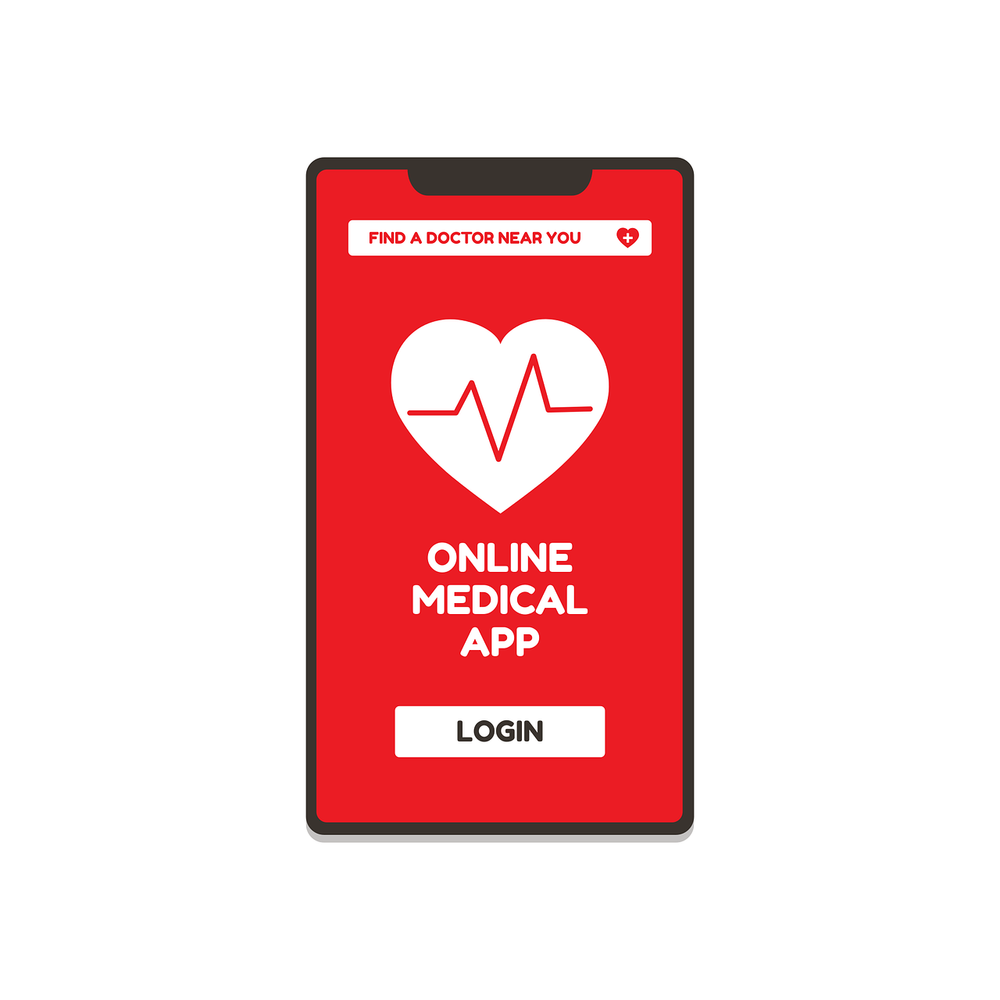 FIND A DOCTOR NEAR YOU
ONLINE
MEDICAL
APP
LOGIN